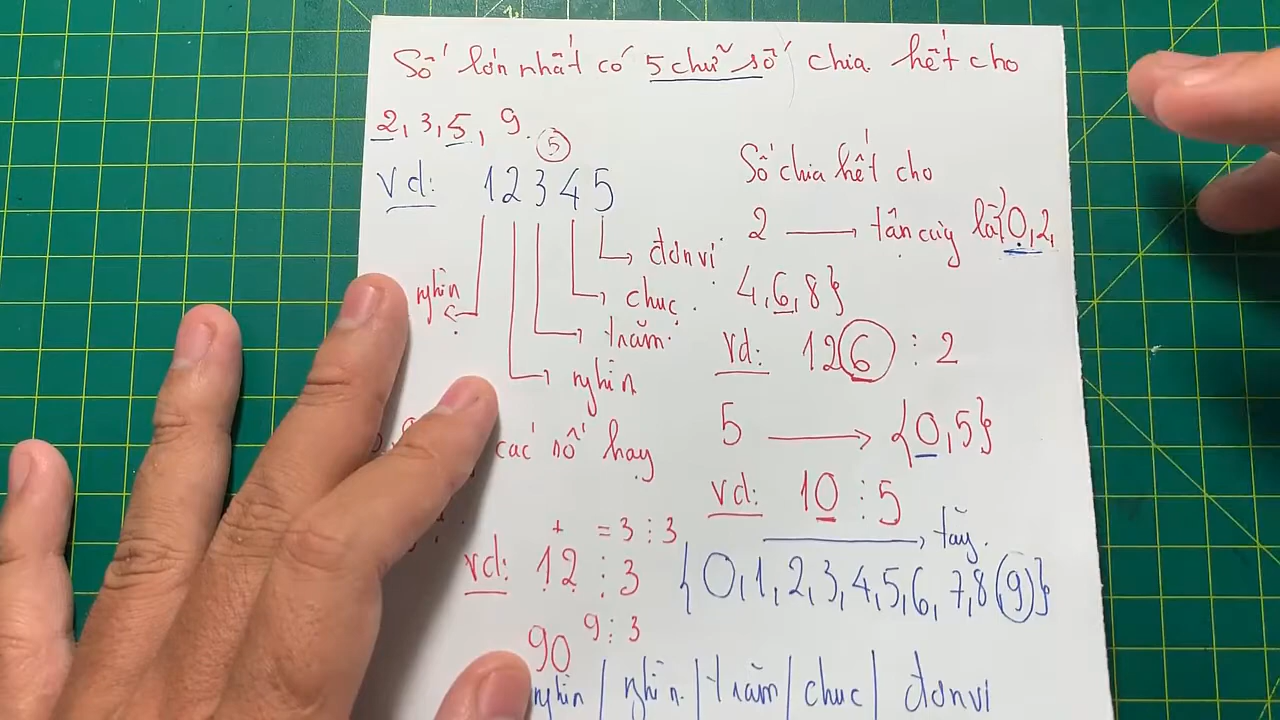 Số lớn nhất có 5 chữ số chia hết cho
2, 3, 5, 9.
5
vd: 12345
đơn vị
chục
trăm
nghìn
nghìn
Số chia hết cho
2 → tận cùng là {0,2,
4,6,8}
vd: 126 ⋮ 2
5 → {0,5}
vd: 10 ⋮ 5
các số hay
+ = 3 ⋮ 3
vd: 12 ⋮ 3
9 ⋮ 3
90
→ tăng.
{0,1,2,3,4,5,6,7,8,9}
nghìn | nghìn | trăm | chục | đơn vị